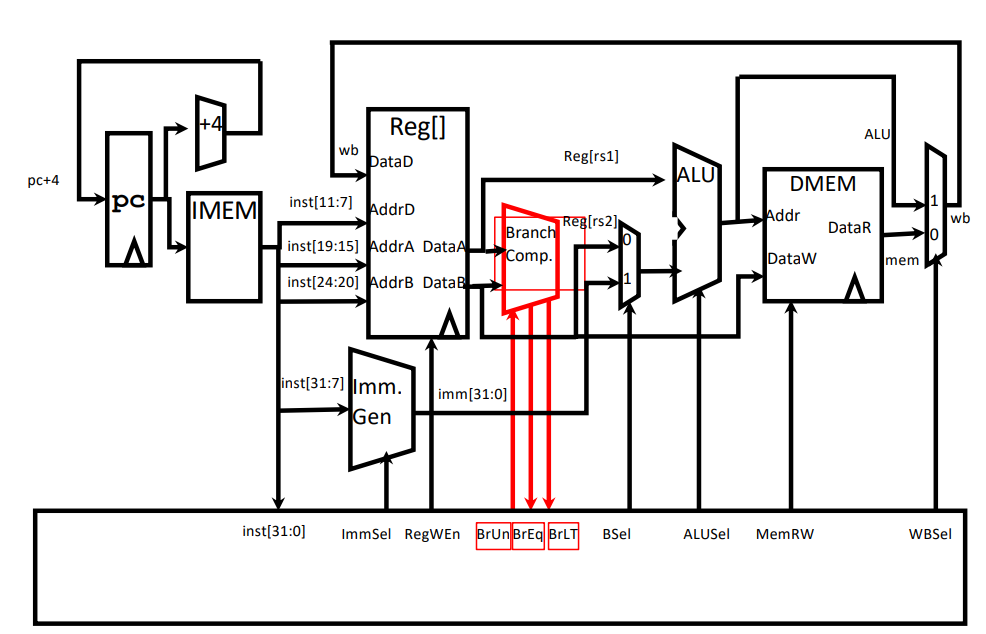 Reg[]
+4
ALU
wb
Reg[rs1]
DataD
ALU
DMEM
pc+4
pc
IMEM
inst[11:7]
AddrD
Reg[rs2]
1
wb
Addr
DataR
Branch
Comp.
0
0
inst[19:15]
AddrA
DataA
mem
DataW
inst[24:20]
AddrB
DataB
1
inst[31:7]
Imm.
Gen
imm[31:0]
inst[31:0]
ImmSel
RegWEn
BrUn
BrEq
BrLT
BSel
ALUSel
MemRW
WBSel